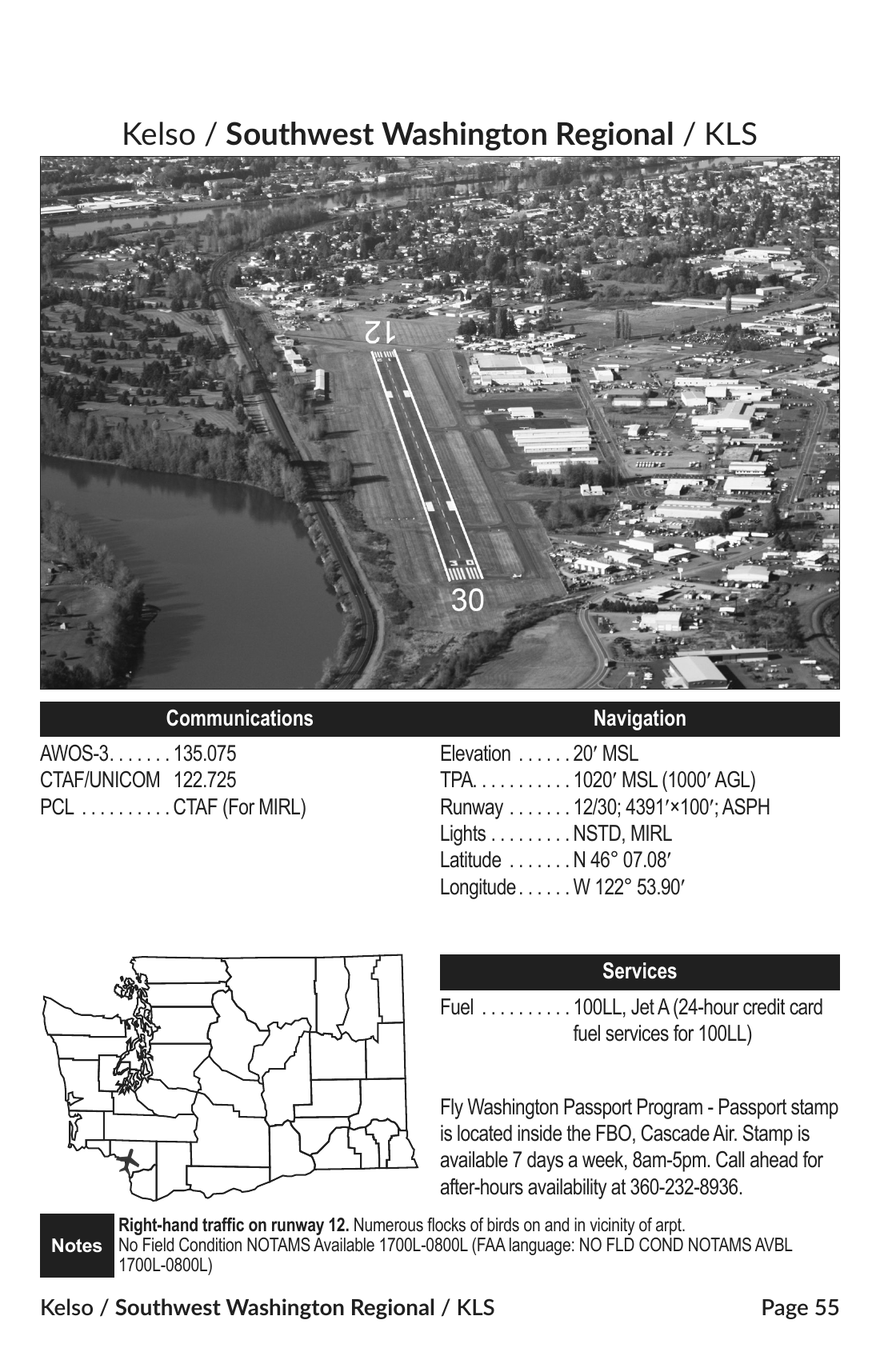 Kelso / Southwest Washington Regional / KLS
12
30
30
Communications
AWOS-3. . . . . . . 135.075
CTAF/UNICOM 122.725
PCL . . . . . . . . . . CTAF (For MIRL)
Navigation
Elevation . . . . . . 20′ MSL
TPA. . . . . . . . . . . 1020′ MSL (1000′ AGL)
Runway . . . . . . . 12/30; 4391′×100′; ASPH
Lights . . . . . . . . . NSTD, MIRL
Latitude . . . . . . . N 46° 07.08′
Longitude . . . . . . W 122° 53.90′
Services
Fuel . . . . . . . . . . 100LL, Jet A (24-hour credit card
fuel services for 100LL)
Fly Washington Passport Program - Passport stamp
is located inside the FBO, Cascade Air. Stamp is
available 7 days a week, 8am-5pm. Call ahead for
after-hours availability at 360-232-8936.
Notes
Right-hand traffic on runway 12. Numerous flocks of birds on and in vicinity of arpt.
No Field Condition NOTAMS Available 1700L-0800L (FAA language: NO FLD COND NOTAMS AVBL
1700L-0800L)
Kelso / Southwest Washington Regional / KLS Page 55